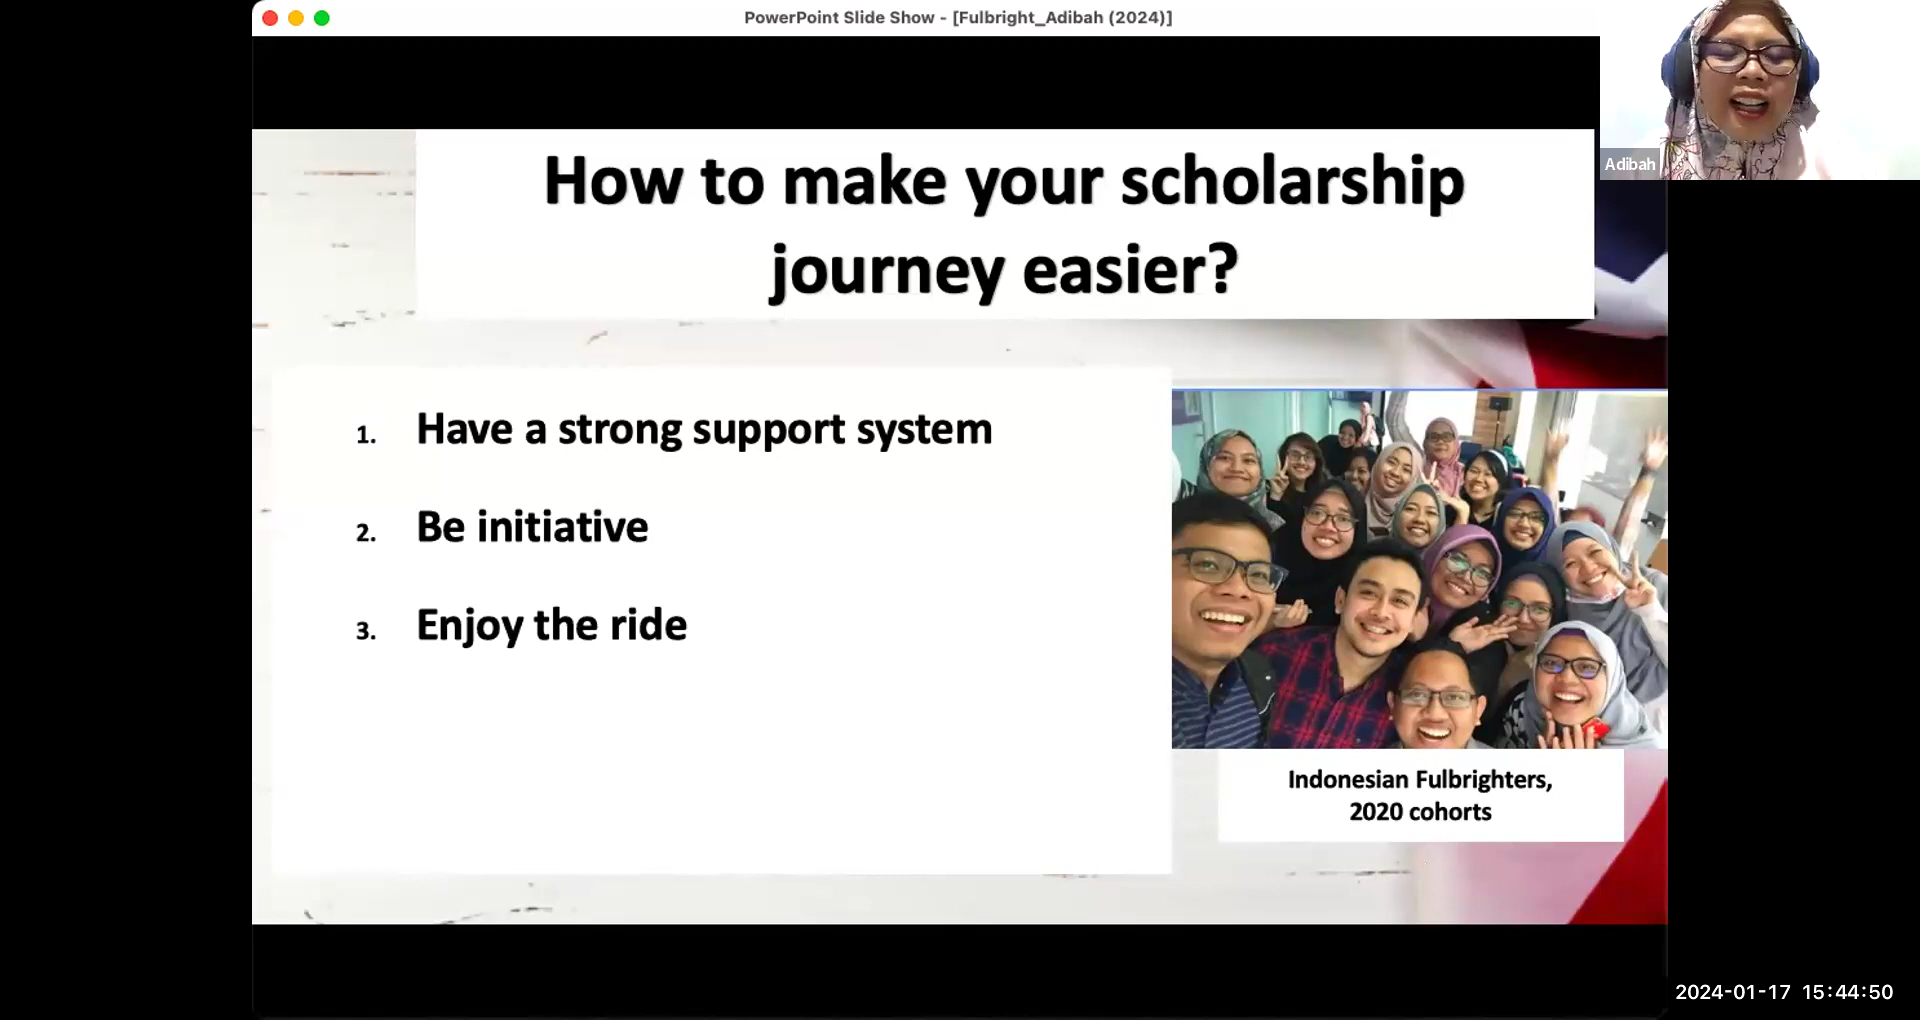 PowerPoint Slide Show - [Fulbright_Adibah (2024)]
Adibah
How to make your scholarship
journey easier?
1. Have a strong support system
2. Be initiative
3. Enjoy the ride
Indonesian Fulbrighters,
2020 cohorts
2024-01-17 15:44:50